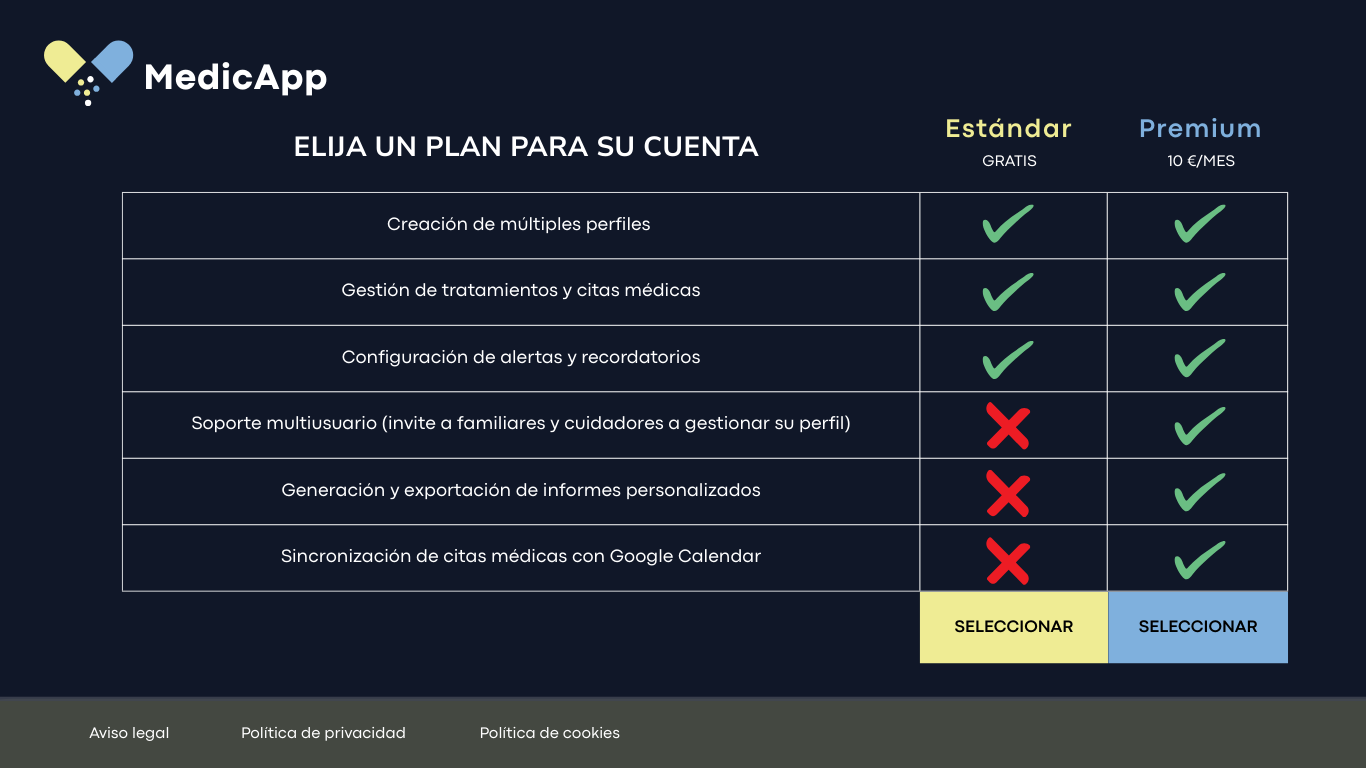 MedicApp
ELIJA UN PLAN PARA SU CUENTA
Estándar
GRATIS
Premium
10 €/MES
Creación de múltiples perfiles
Gestión de tratamientos y citas médicas
Configuración de alertas y recordatorios
Soporte multiusuario (invite a familiares y cuidadores a gestionar su perfil)
Generación y exportación de informes personalizados
Sincronización de citas médicas con Google Calendar
SELECCIONAR
SELECCIONAR
Aviso legal
Política de privacidad
Política de cookies